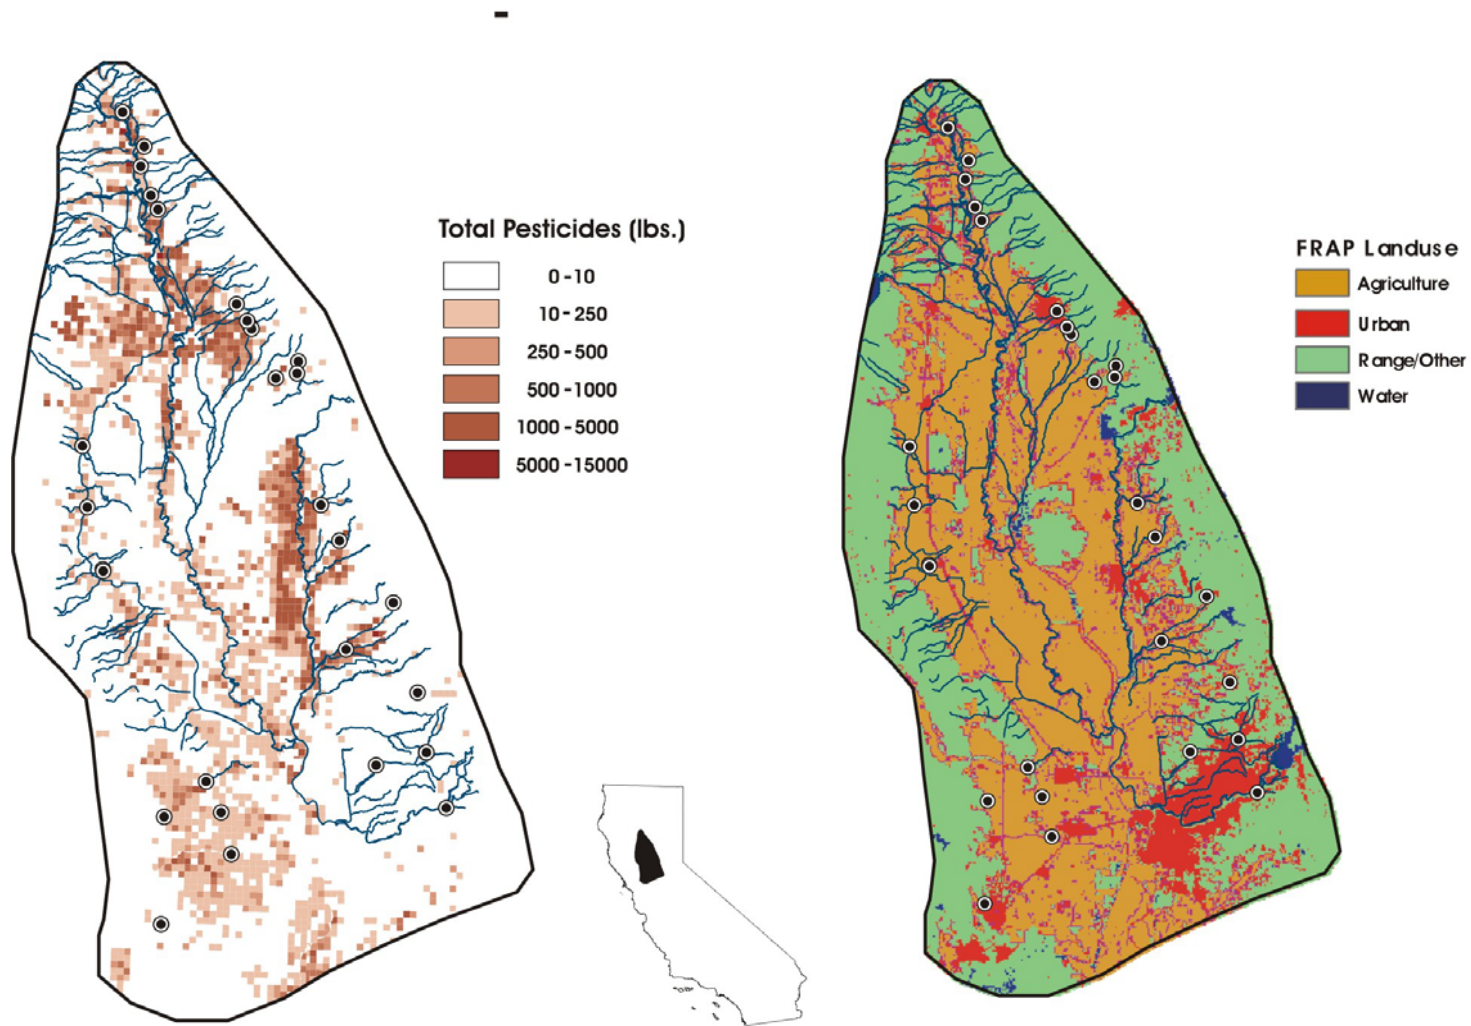 Total Pesticides (lbs.)
0 - 10
10 - 250
250 - 500
500 - 1000
1000 - 5000
5000 - 15000
FRAP Landuse
Agriculture
Urban
Range/Other
Water